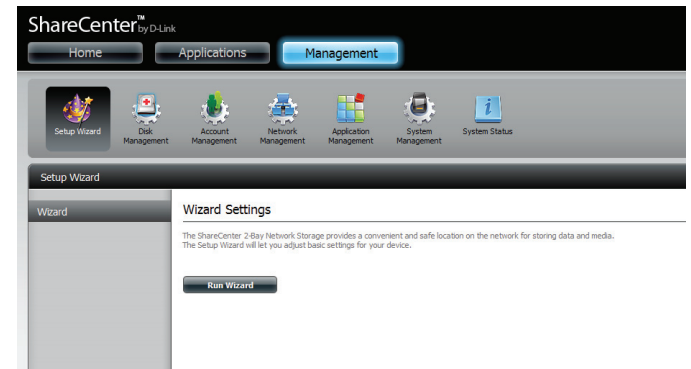 ShareCenter™ by D-Link
Home Applications Management
Setup Wizard
Disk Management
Account Management
Network Management
Application Management
System Management
System Status
Setup Wizard
Wizard
Wizard Settings
The ShareCenter 2-Bay Network Storage provides a convenient and safe location on the network for storing data and media.
The Setup Wizard will let you adjust basic settings for your device.
Run Wizard